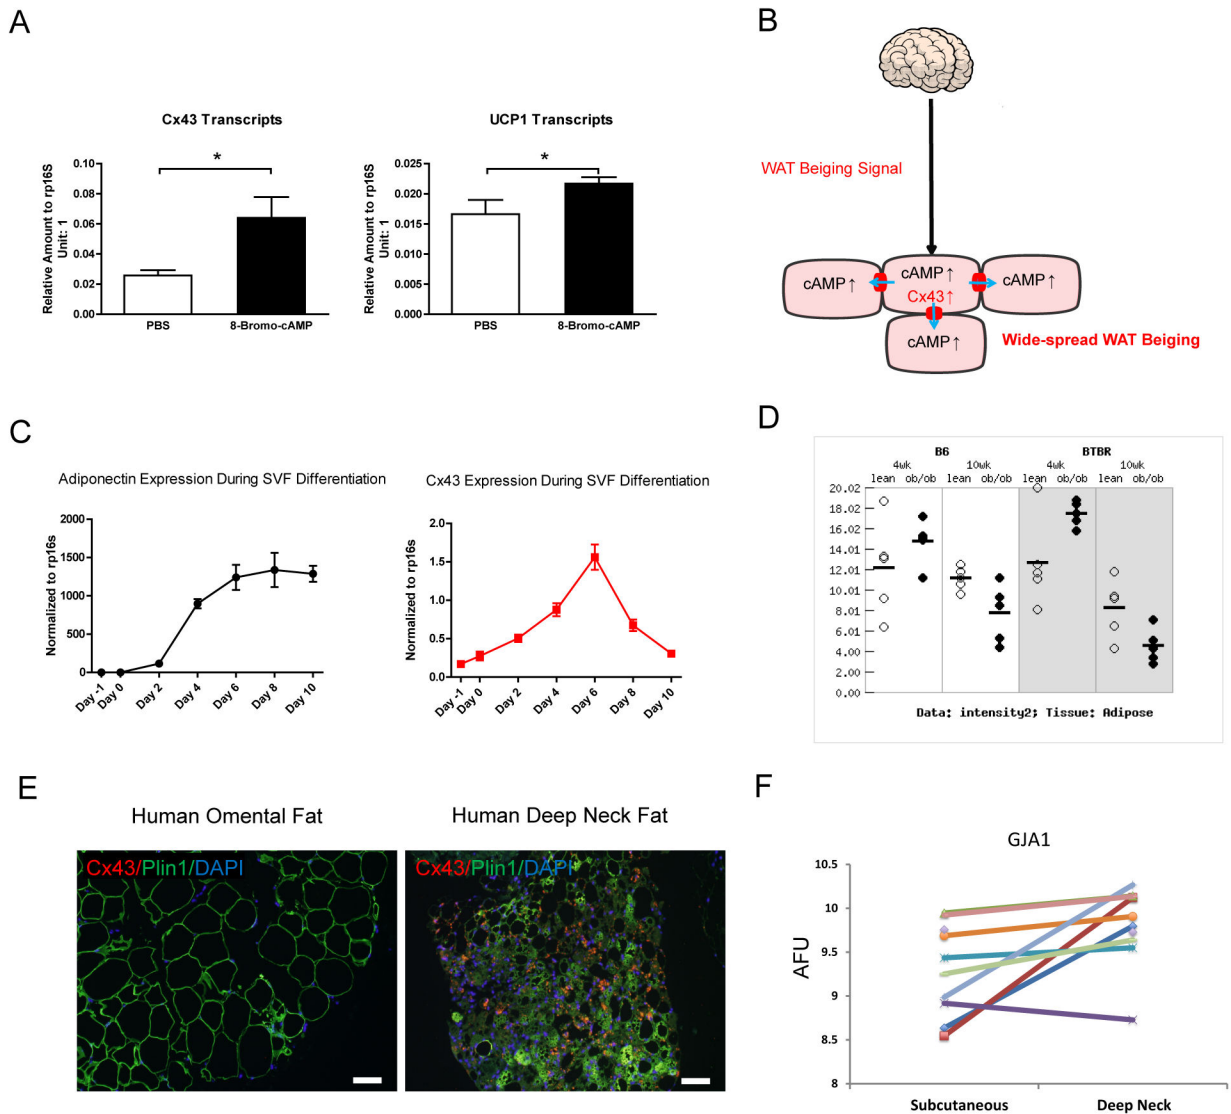 A
Cx43 Transcripts
Relative Amount to rp16S
Unit: 1
0.10
0.08
0.06
0.04
0.02
0.00
*
PBS
8-Bromo-cAMP
UCP1 Transcripts
Relative Amount to rp16S
Unit: 1
0.025
0.020
0.015
0.010
0.005
0.000
*
PBS
8-Bromo-cAMP
B
WAT Beiging Signal
cAMP↑
cAMP↑
Cx43↑
cAMP↑
cAMP↑
Wide-spread WAT Beiging
C
Adiponectin Expression During SVF Differentiation
Normalized to rp16s
2000
1500
1000
500
0
Day -1
Day 0
Day 2
Day 4
Day 6
Day 8
Day 10
Cx43 Expression During SVF Differentiation
Normalized to rp16s
2.0
1.5
1.0
0.5
0.0
Day -1
Day 0
Day 2
Day 4
Day 6
Day 8
Day 10
D
B6 BTBR
4wk 10wk 4wk 10wk
lean ob/ob lean ob/ob lean ob/ob lean ob/ob
20.02
18.02
16.02
14.01
12.01
10.01
8.01
6.01
4.00
2.00
0.00
Data: intensity2; Tissue: Adipose
E
Human Omental Fat
Cx43/Plin1/DAPI
Human Deep Neck Fat
Cx43/Plin1/DAPI
F
GJA1
AFU
10.5
10
9.5
9
8.5
8
Subcutaneous
Deep Neck